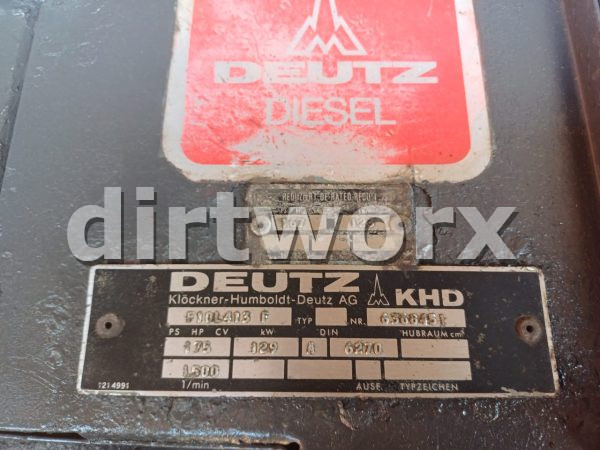 DEUTZ
DIESEL
dirtworx
DEUTZ KHD
Klöckner-Humboldt-Deutz AG
F10L413 F TYP NR.
PS HP CV kW DIN HUBRAUM cm³
175 129 A 6270
1500
1/min AUSF. TYPZEICHEN
1214991